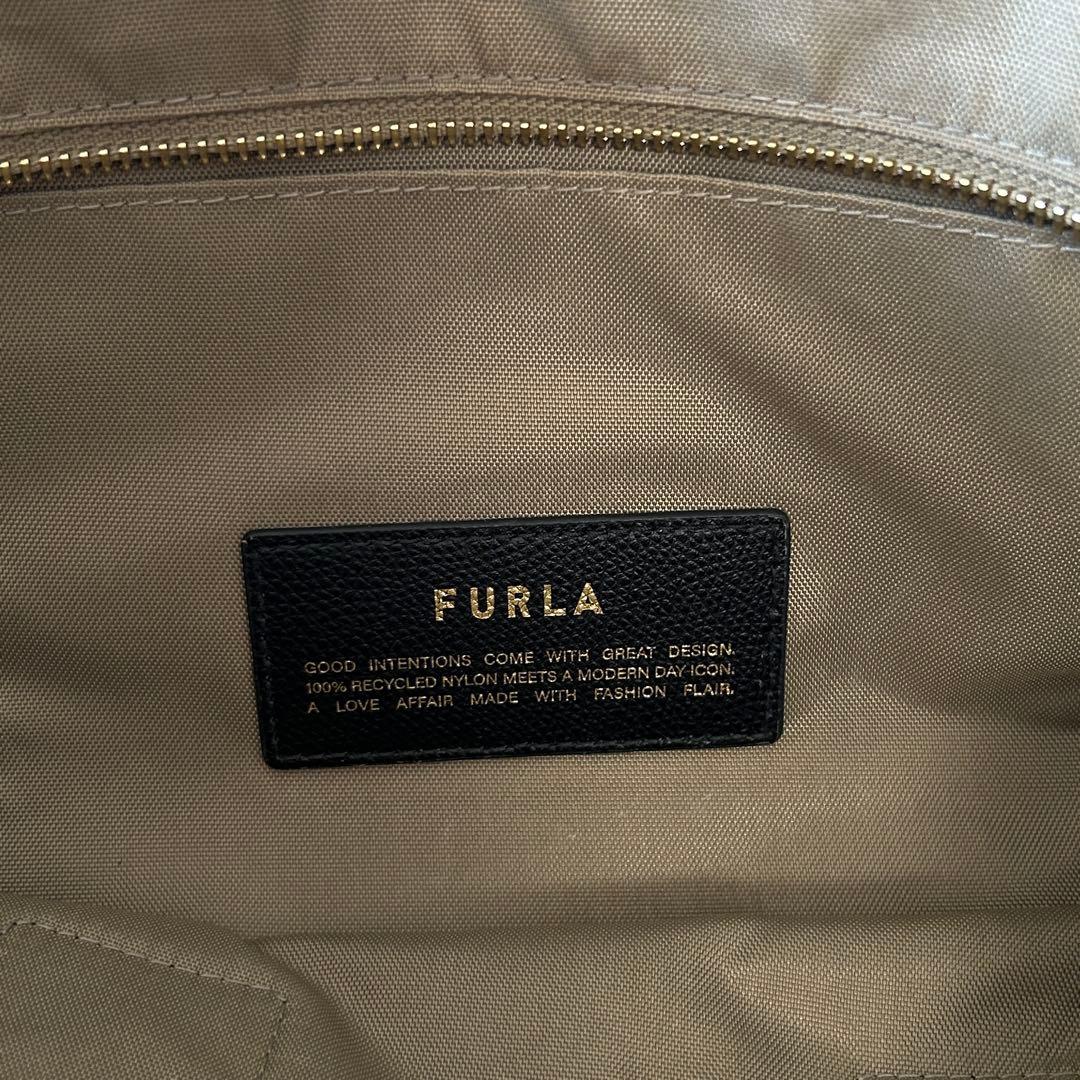 FURLA
GOOD INTENTIONS COME WITH GREAT DESIGN.
100% RECYCLED NYLON MEETS A MODERN DAY ICON.
A LOVE AFFAIR MADE WITH FASHION FLAIR.